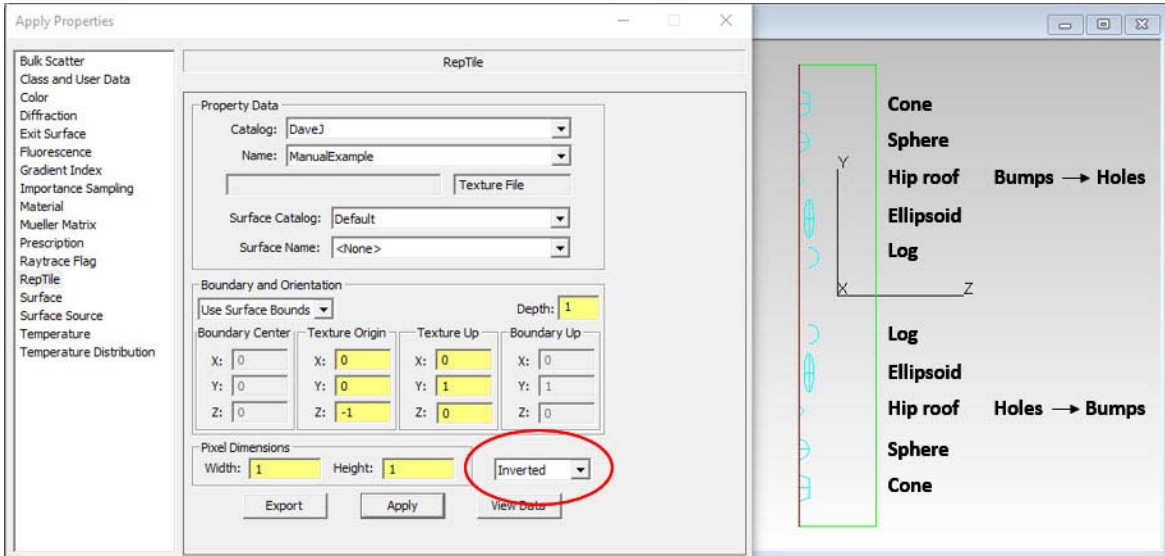 Apply Properties
Bulk Scatter
Class and User Data
Color
Diffraction
Exit Surface
Fluorescence
Gradient Index
Importance Sampling
Material
Mueller Matrix
Prescription
Raytrace Flag
RepTile
Surface
Surface Source
Temperature
Temperature Distribution
RepTile
Property Data
Catalog: DaveJ
Name: ManualExample
Texture File
Surface Catalog: Default
Surface Name: <None>
Boundary and Orientation
Use Surface Bounds Depth: 1
Boundary Center Texture Origin Texture Up Boundary Up
X: 0 X: 0 X: 0 X: 0
Y: 0 Y: 0 Y: 1 Y: 1
Z: 0 Z: -1 Z: 0 Z: 0
Pixel Dimensions
Width: 1 Height: 1 Inverted
Export Apply View Data
Cone
Sphere
Y
Hip roof Bumps → Holes
Ellipsoid
Log
X Z
Log
Ellipsoid
Hip roof Holes → Bumps
Sphere
Cone